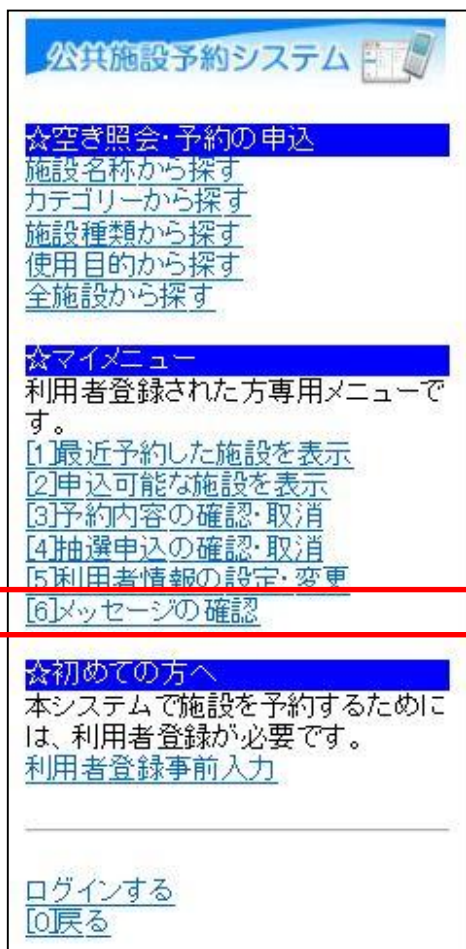 公共施設予約システム
☆空き照会・予約の申込
施設名称から探す
カテゴリーから探す
施設種類から探す
使用目的から探す
全施設から探す
☆マイメニュー
利用者登録された方専用メニューで
す。
[1]最近予約した施設を表示
[2]申込可能な施設を表示
[3]予約内容の確認・取消
[4]抽選申込の確認・取消
[5]利用者情報の設定・変更
[6]メッセージの確認
☆初めての方へ
本システムで施設を予約するために
は、利用者登録が必要です。
利用者登録事前入力
ログインする
[0]戻る